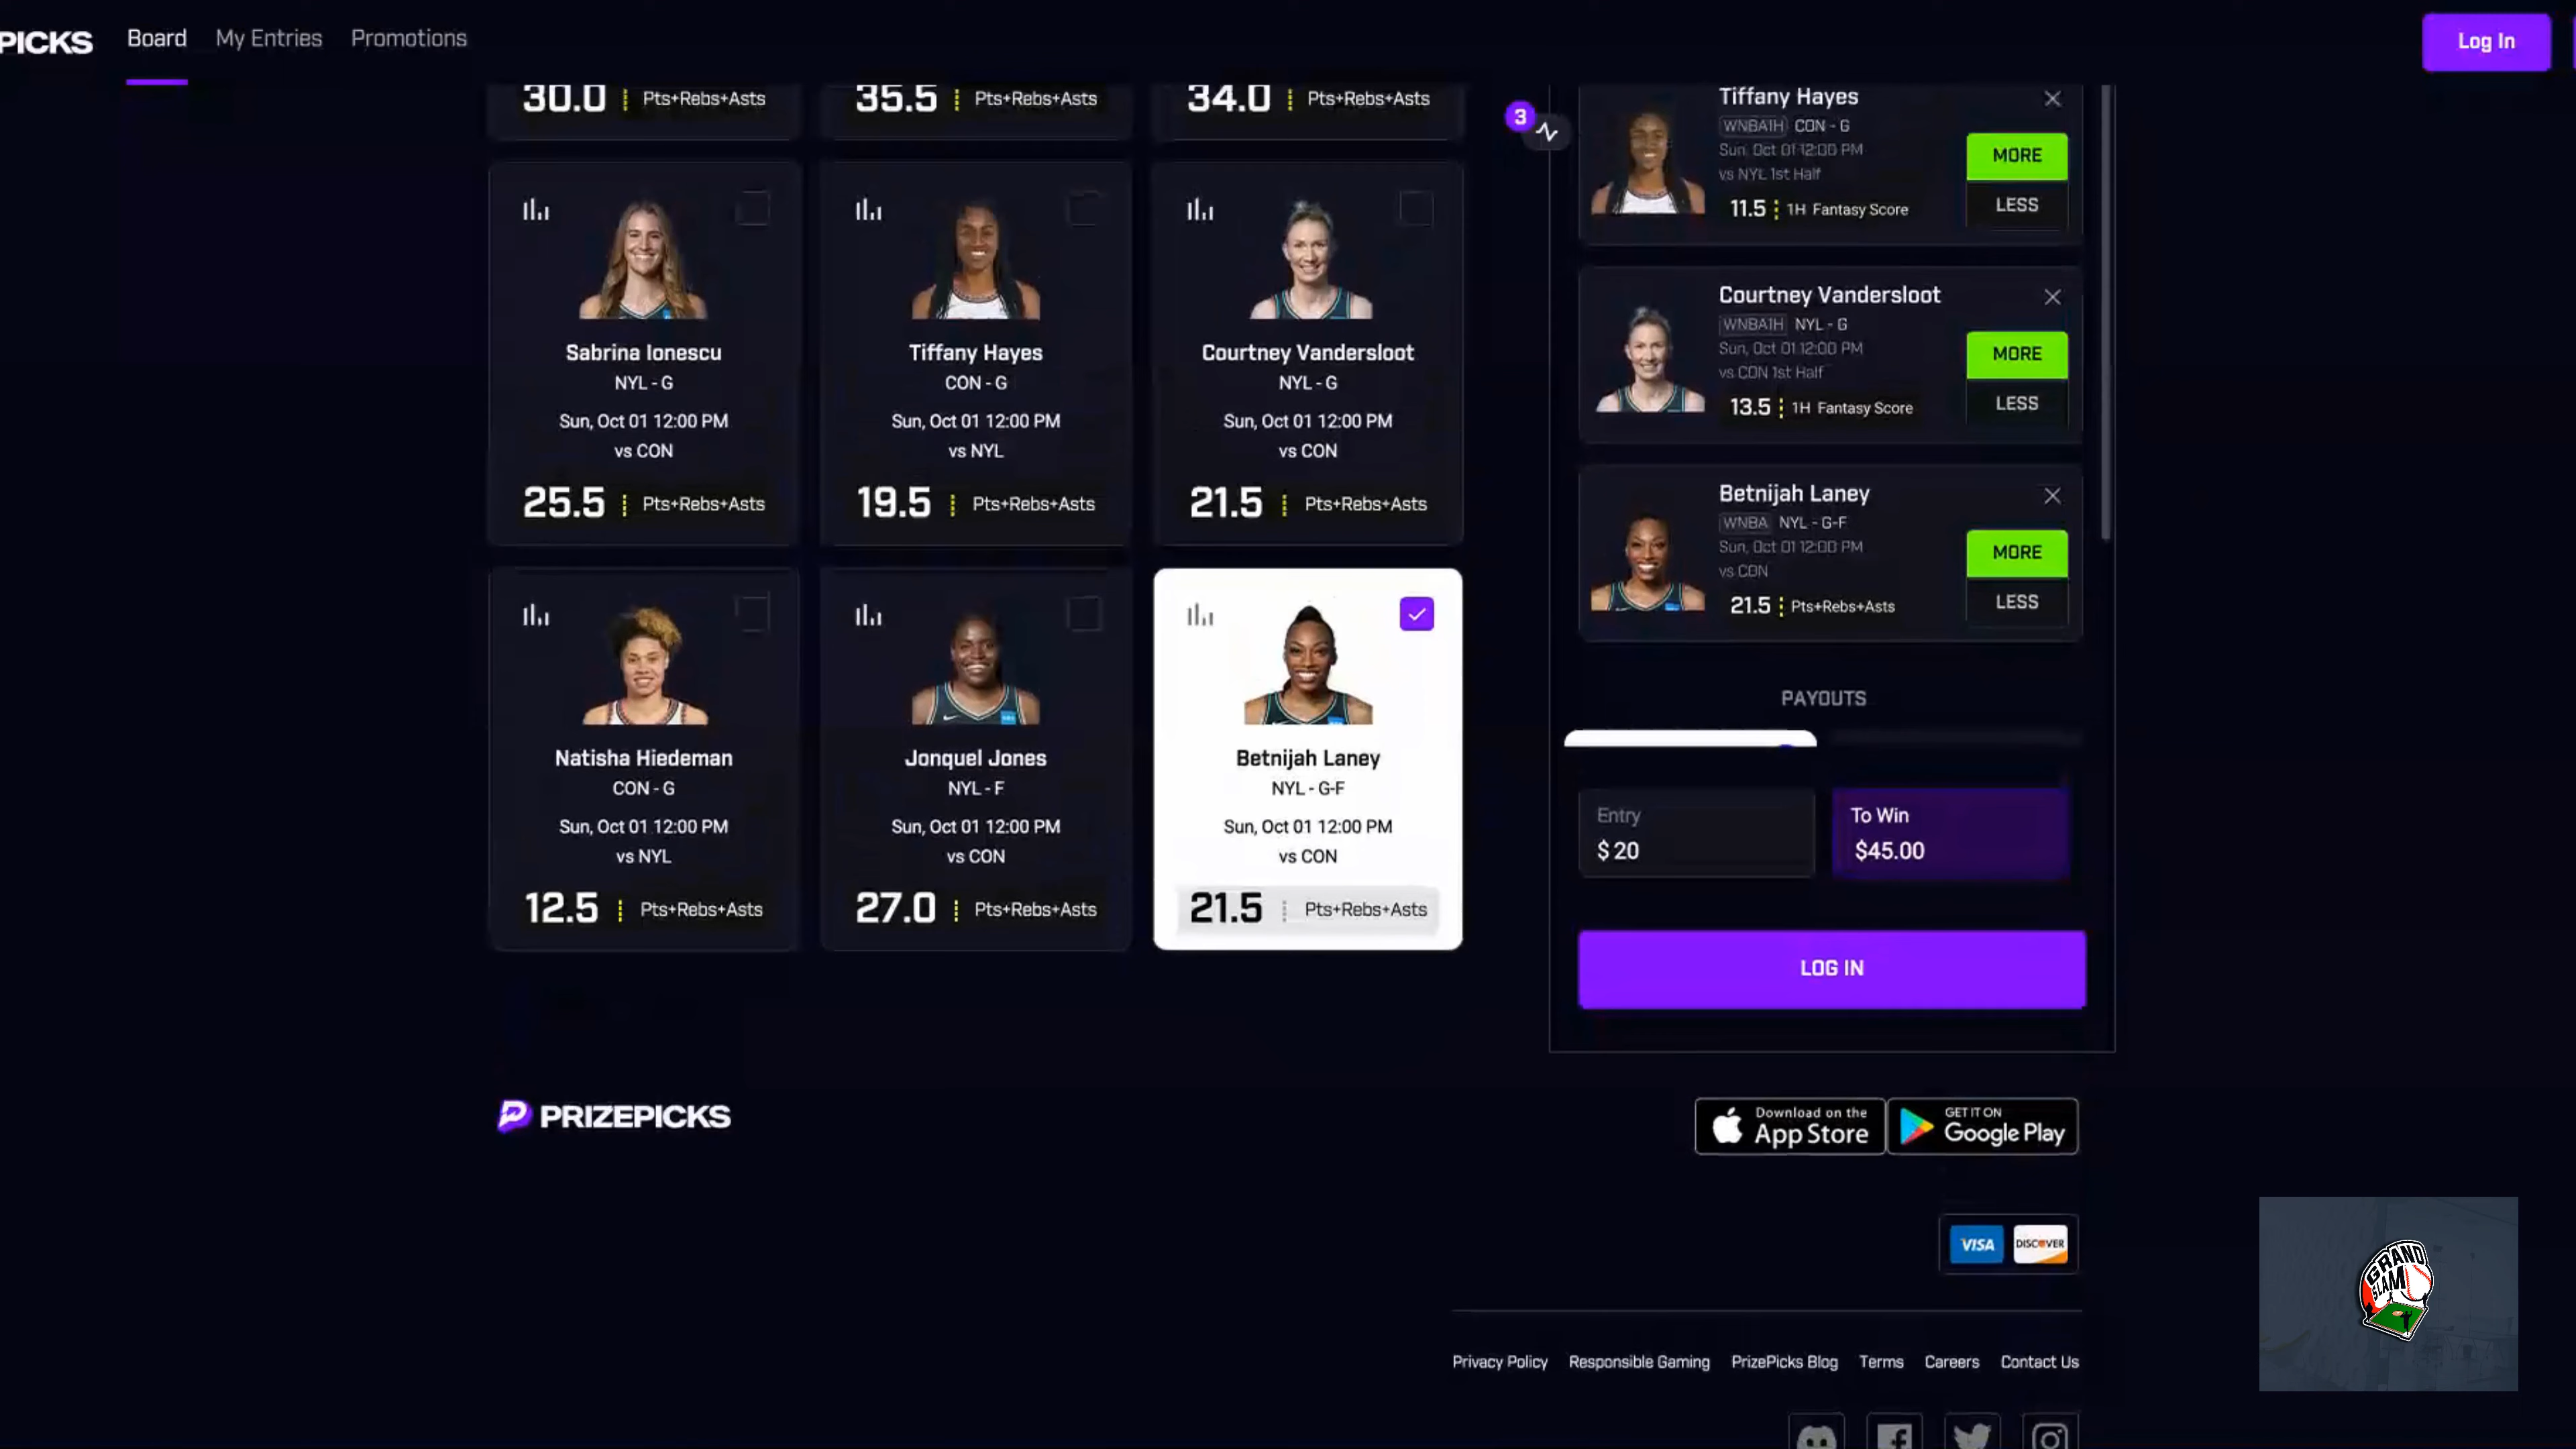 PICKS
Board
My Entries
Promotions
Log In
30.0 Pts+Rebs+Asts
35.5 Pts+Rebs+Asts
34.0 Pts+Rebs+Asts
Sabrina Ionescu
NYL - G
Sun, Oct 01 12:00 PM
vs CON
25.5 Pts+Rebs+Asts
Tiffany Hayes
CON - G
Sun, Oct 01 12:00 PM
vs NYL
19.5 Pts+Rebs+Asts
Courtney Vandersloot
NYL - G
Sun, Oct 01 12:00 PM
vs CON
21.5 Pts+Rebs+Asts
Natisha Hiedeman
CON - G
Sun, Oct 01 12:00 PM
vs NYL
12.5 Pts+Rebs+Asts
Jonquel Jones
NYL - F
Sun, Oct 01 12:00 PM
vs CON
27.0 Pts+Rebs+Asts
Betnijah Laney
NYL - G-F
Sun, Oct 01 12:00 PM
vs CON
21.5 Pts+Rebs+Asts
3
Tiffany Hayes
WNBA1H CON - G
Sun, Oct 01 12:00 PM
vs NYL 1st Half
11.5 1H Fantasy Score
MORE
LESS
Courtney Vandersloot
WNBA1H NYL - G
Sun, Oct 01 12:00 PM
vs CON 1st Half
13.5 1H Fantasy Score
MORE
LESS
Betnijah Laney
WNBA NYL - G-F
Sun, Oct 01 12:00 PM
vs CON
21.5 Pts+Rebs+Asts
MORE
LESS
PAYOUTS
Entry
$ 20
To Win
$45.00
LOG IN
PRIZEPICKS
Download on the
App Store
GET IT ON
Google Play
VISA
DISCOVER
GRAND
SLAM
Privacy Policy
Responsible Gaming
PrizePicks Blog
Terms
Careers
Contact Us